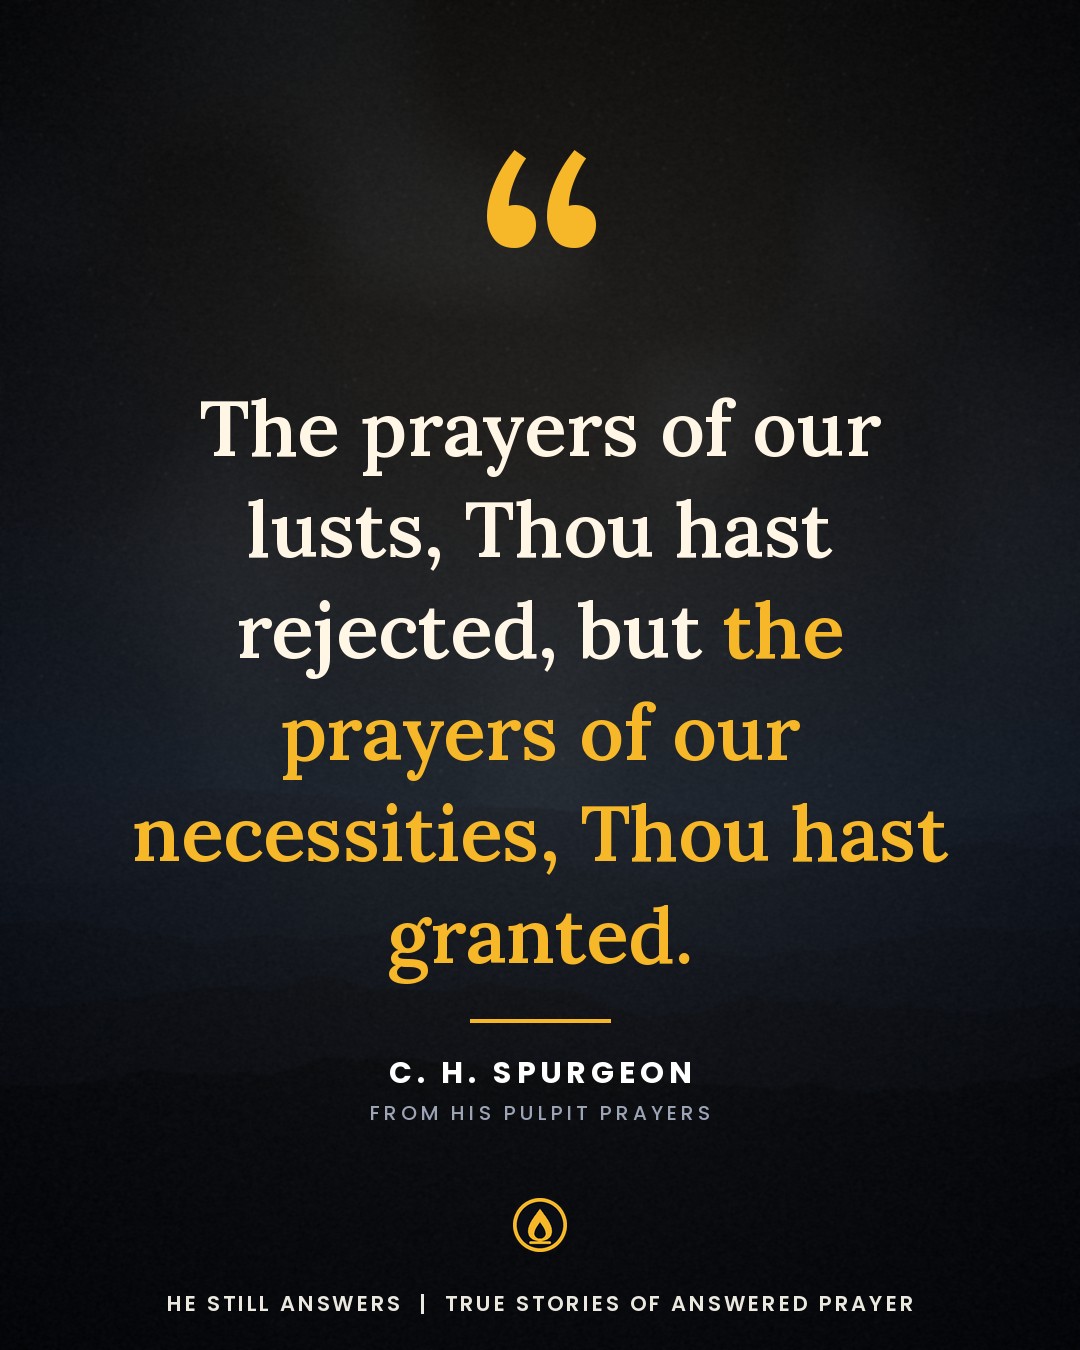 “
The prayers of our
lusts, Thou hast
rejected, but the
prayers of our
necessities, Thou hast
granted.
C. H. SPURGEON
FROM HIS PULPIT PRAYERS
HE STILL ANSWERS | TRUE STORIES OF ANSWERED PRAYER